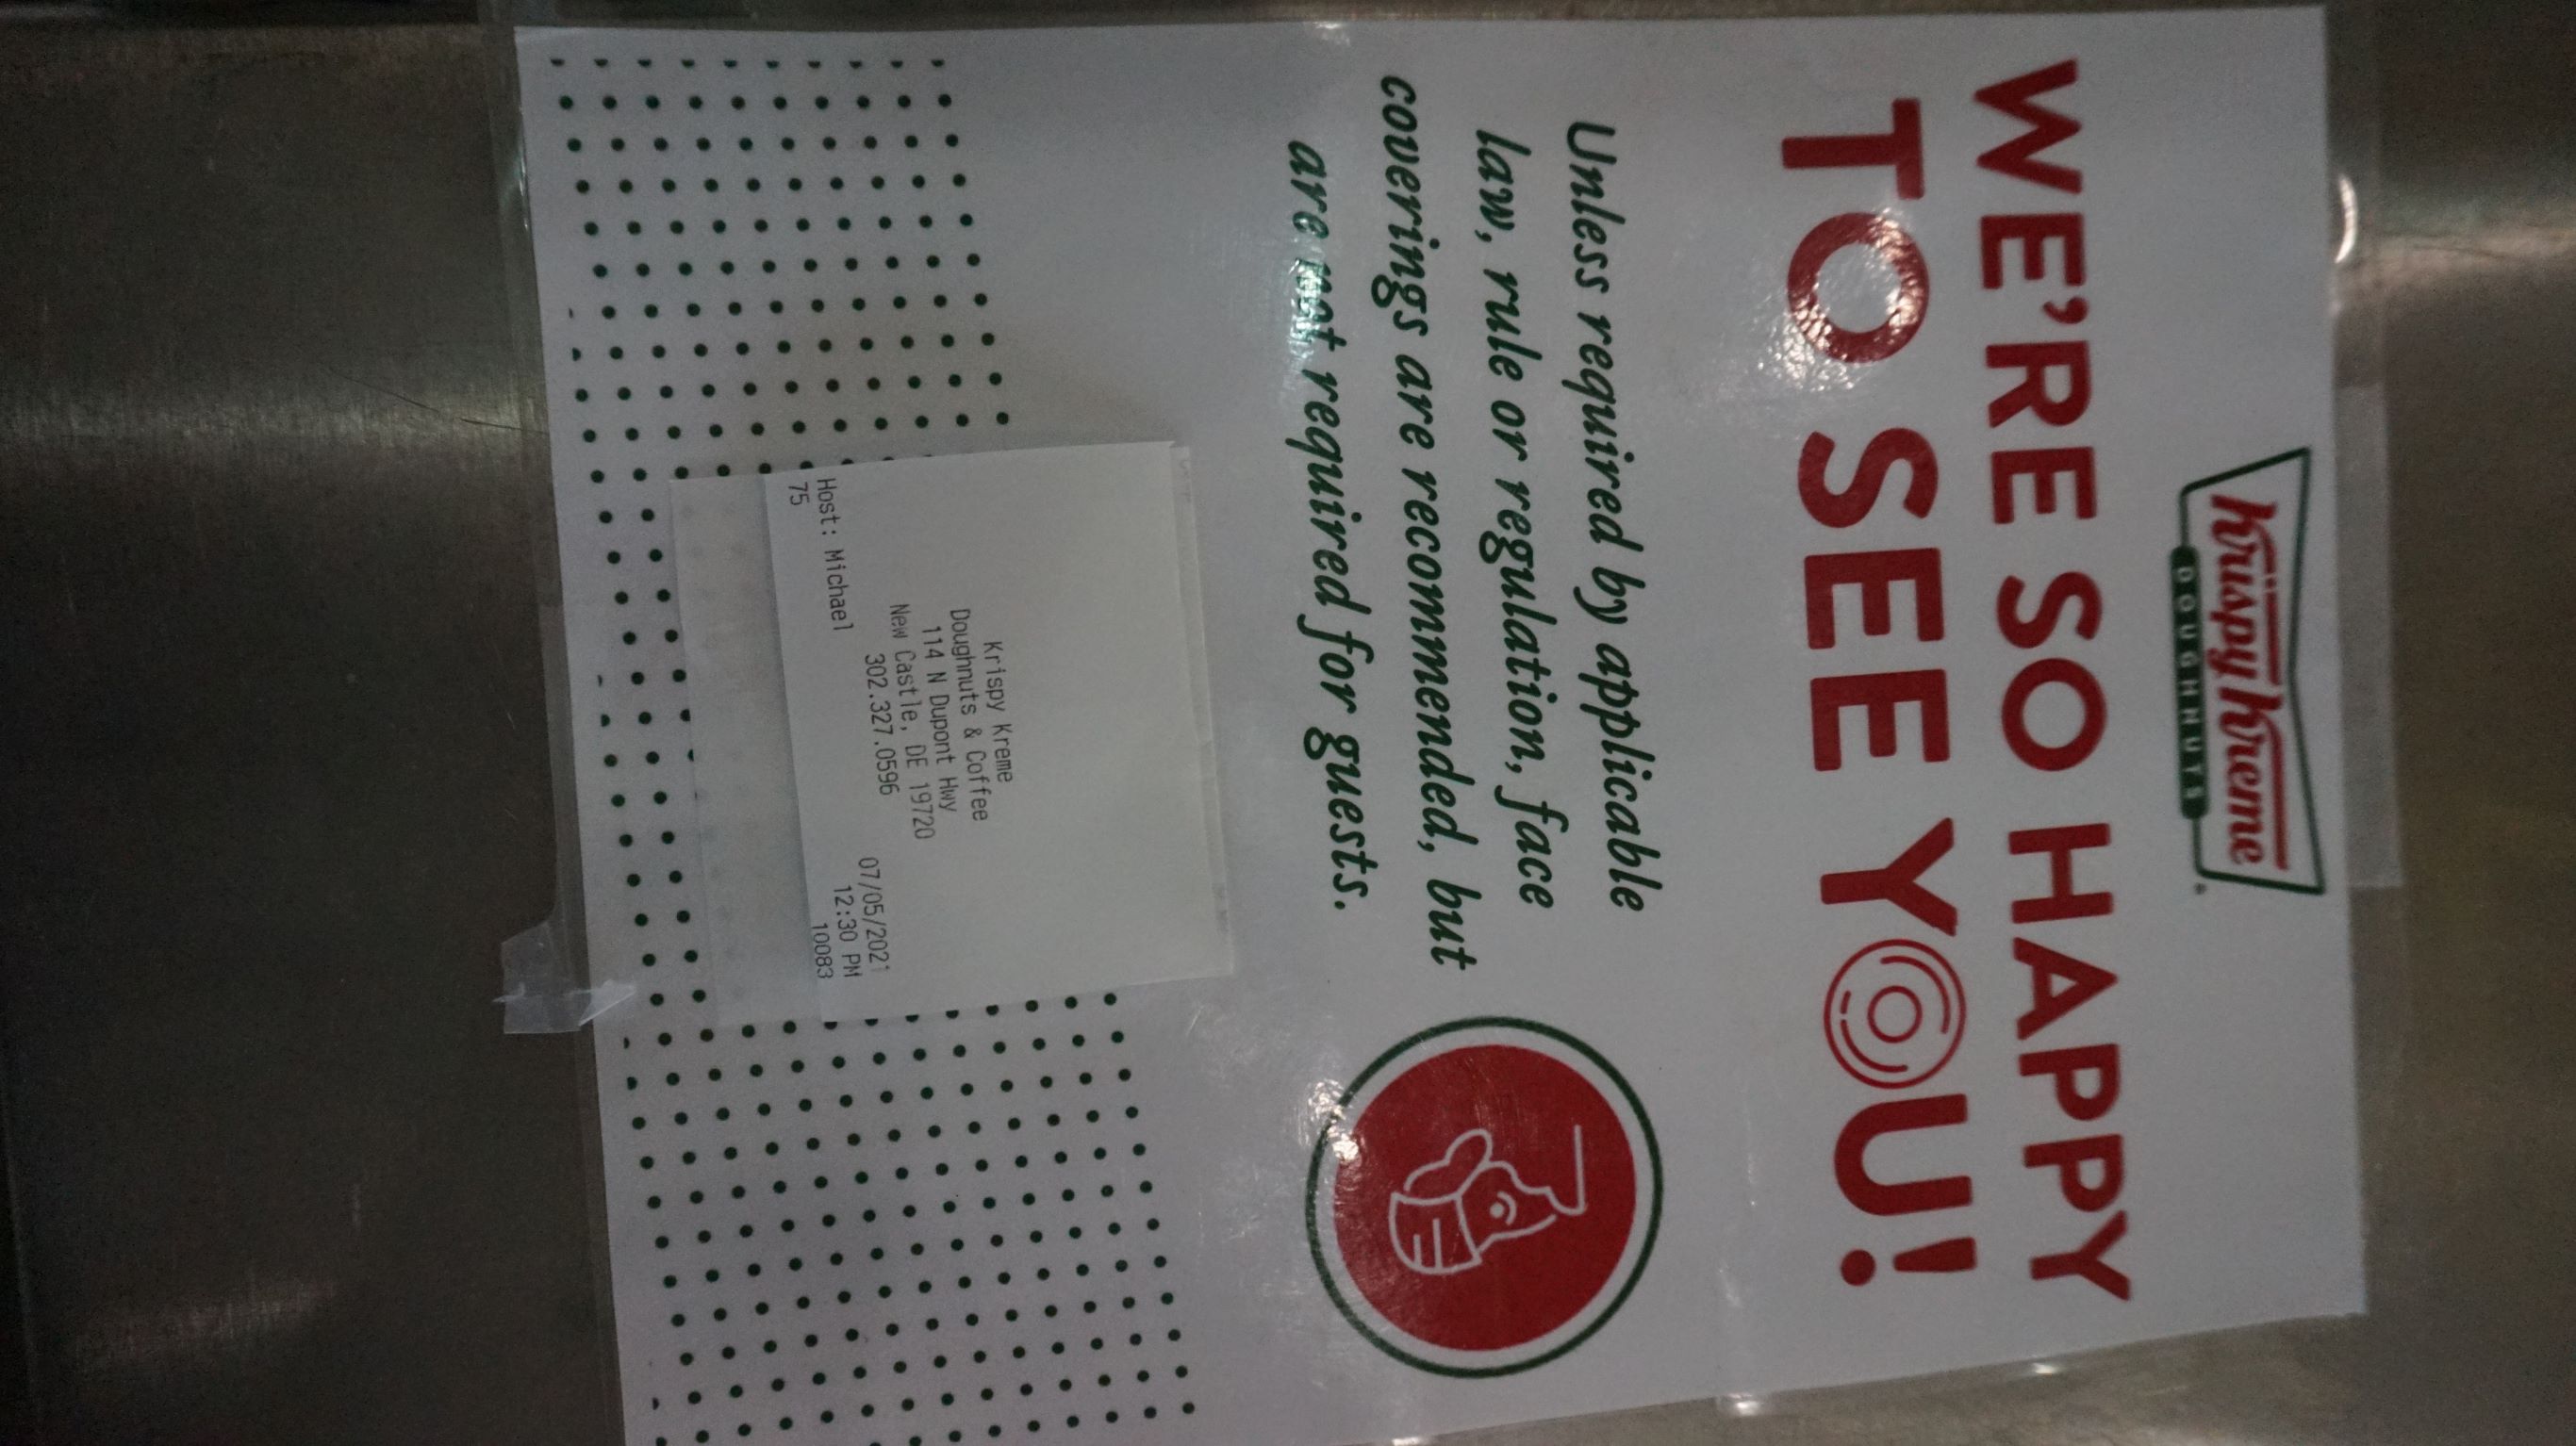 Krispy Kreme
DOUGHNUTS
WE'RE SO HAPPY
TO SEE YOU!
Unless required by applicable
law, rule or regulation, face
coverings are recommended, but
are not required for guests.
Krispy Kreme
Doughnuts & Coffee
114 N Dupont Hwy
New Castle, DE 19720
302.327.0596
Host: Michael 07/05/2021
75 12:30 PM
10083